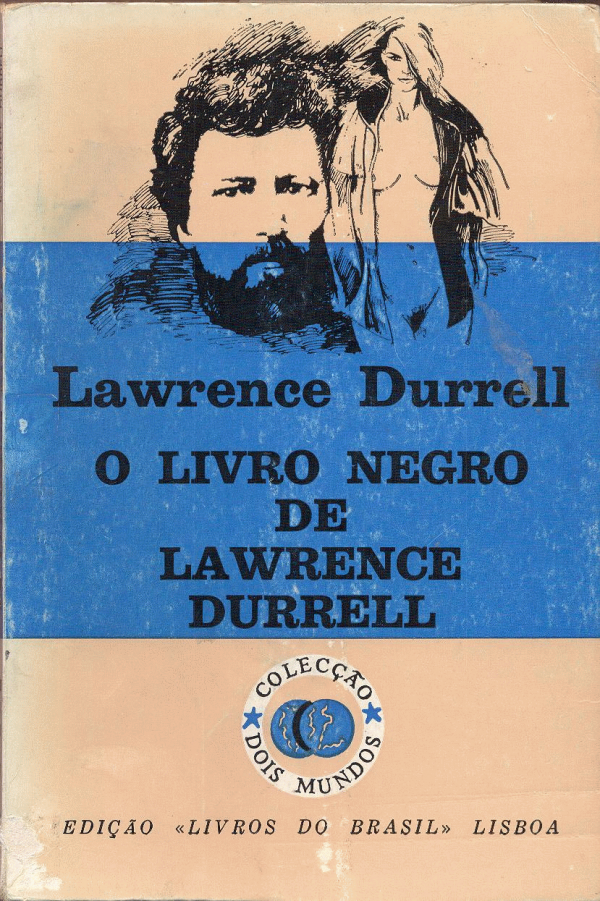 Lawrence Durrell
O LIVRO NEGRO
DE
LAWRENCE
DURRELL
COLECÇÃO
DOIS MUNDOS
EDIÇÃO «LIVROS DO BRASIL» LISBOA